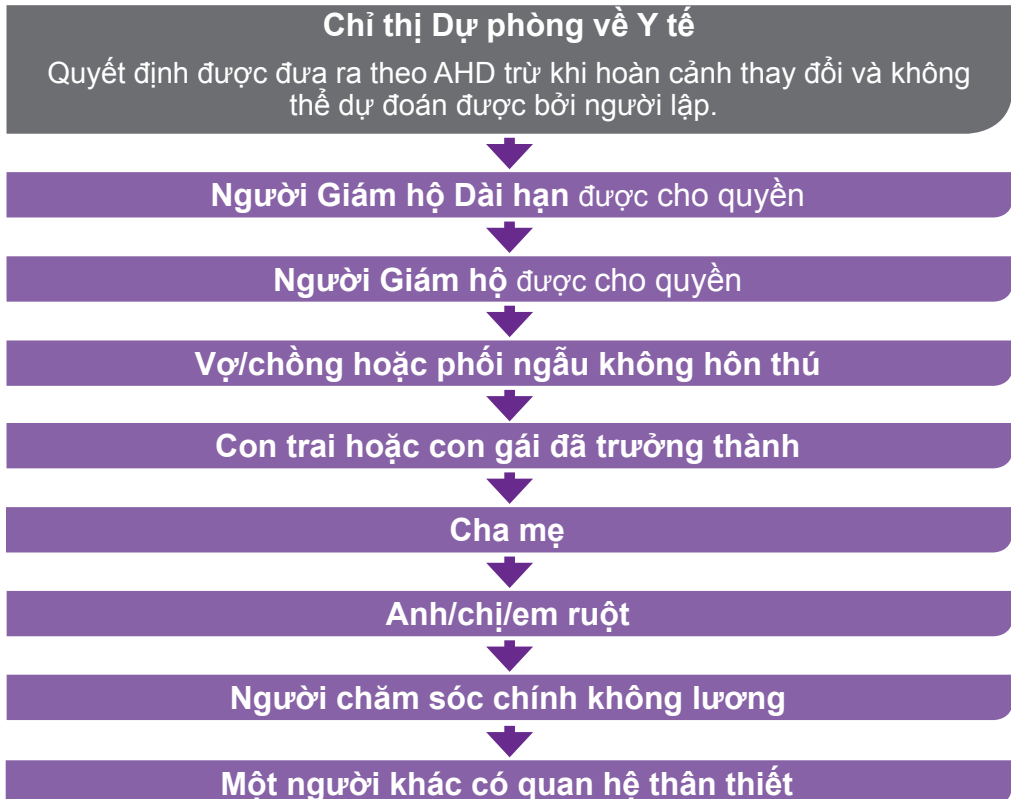 Chỉ thị Dự phòng về Y tế
Quyết định được đưa ra theo AHD trừ khi hoàn cảnh thay đổi và không
thể dự đoán được bởi người lập.
Người Giám hộ Dài hạn được cho quyền
Người Giám hộ được cho quyền
Vợ/chồng hoặc phối ngẫu không hôn thú
Con trai hoặc con gái đã trưởng thành
Cha mẹ
Anh/chị/em ruột
Người chăm sóc chính không lương
Một người khác có quan hệ thân thiết